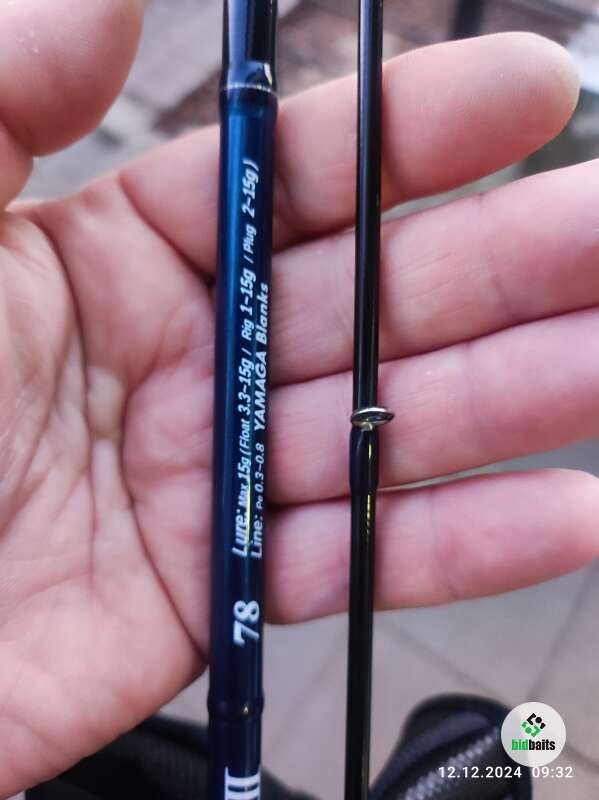 78
Lure: Max 15g (Float 3.3~15g / Rig 1~15g / Plug 2~15g)
Line: Pe 0.3~0.8 YAMAGA Blanks
III
bidbaits
12.12.2024 09:32